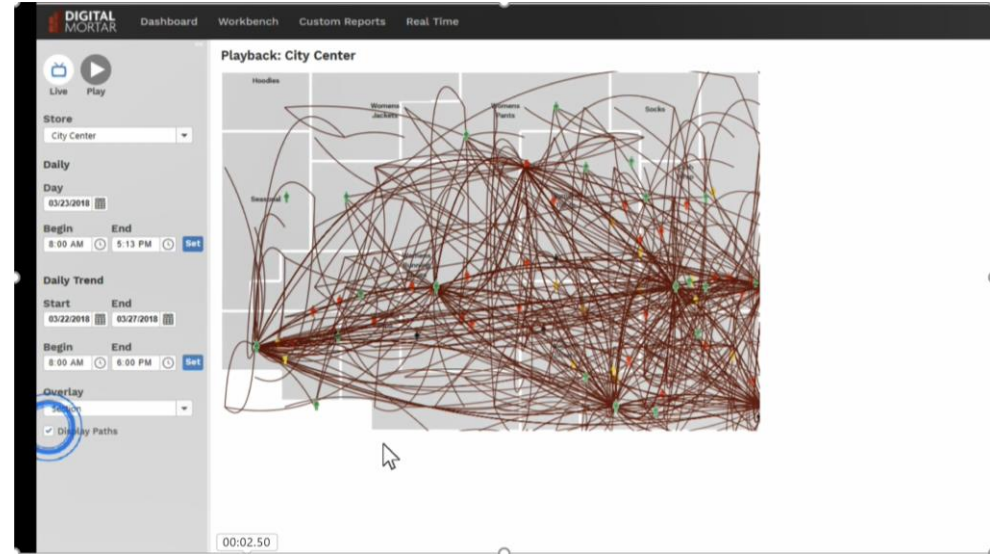 DIGITAL
MORTAR
Dashboard Workbench Custom Reports Real Time
Live Play
Store
City Center
Daily
Day
03/23/2018
Begin End
8:00 AM 5:13 PM Set
Daily Trend
Start End
03/22/2018 03/27/2018
Begin End
8:00 AM 6:00 PM Set
Overlay
Section
Display Paths
Playback: City Center
Hoodies
Womens
Jackets
Womens
Pants
Socks
Seasonal
00:02.50